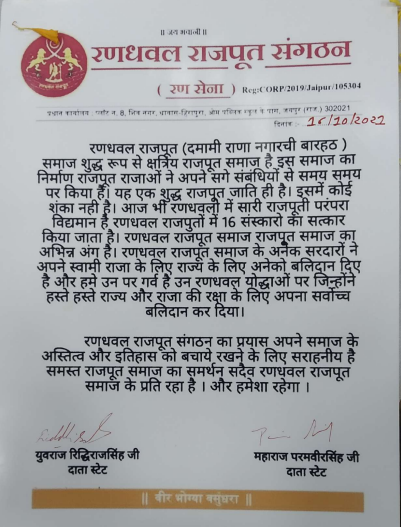 ॥ जय भवानी॥
रणधवल राजपूत संगठन
( रण सेना ) Reg:CORP/2019/Jaipur/105304
प्रधान कार्यालय : प्लॉट न. 8, शिव नगर, धावास-हिरापुरा, ओम पब्लिक स्कूल के पास, जयपुर (राज.) 302021
दिनांक
रणधवल राजपूत (दमामी राणा नगारची बारहठ )
समाज शुद्ध रूप से क्षत्रिय राजपूत समाज है इस समाज का
निर्माण राजपूत राजाओं ने अपने सगे संबंधियों से समय समय
पर किया है। यह एक शुद्ध राजपूत जाति ही है। इसमें कोई
शंका नही है। आज भी रणधवलों में सारी राजपूती परंपरा
विद्यमान है रणधवल राजपुतों में 16 संस्कारो का सत्कार
किया जाता है। रणधवल राजपूत समाज राजपूत समाज का
अभिन्न अंग है। रणधवल राजपूत समाज के अनेक सरदारों ने
अपने स्वामी राजा के लिए राज्य के लिए अनेको बलिदान दिए
है और हमे उन पर गर्व है उन रणधवल योद्धाओं पर जिन्होंने
हस्ते हस्ते राज्य और राजा की रक्षा के लिए अपना सर्वोच्च
बलिदान कर दिया।
रणधवल राजपूत संगठन का प्रयास अपने समाज के
अस्तित्व और इतिहास को बचाये रखने के लिए सराहनीय है
समस्त राजपूत समाज का समर्थन सदैव रणधवल राजपूत
समाज के प्रति रहा है । और हमेशा रहेगा ।
युवराज रिद्धिराजसिंह जी
दाता स्टेट
महाराज परमवीरसिंह जी
दाता स्टेट
॥ वीर भोग्या वसुंधरा ॥